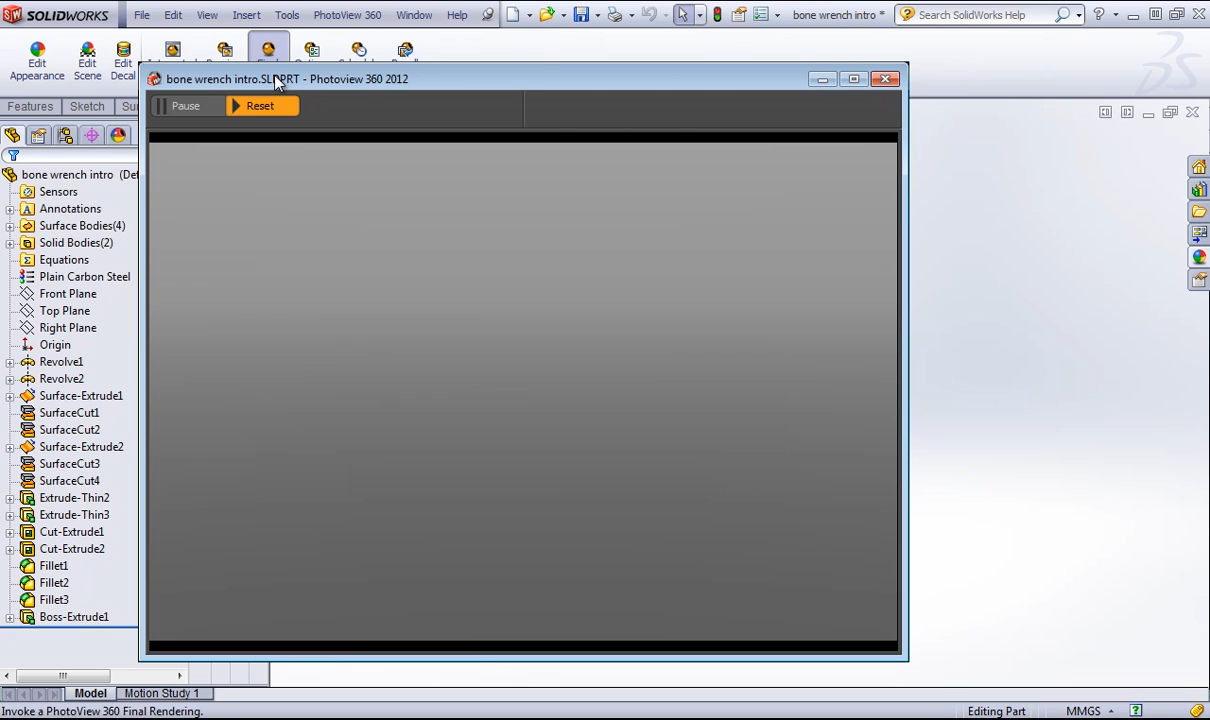 SOLIDWORKS File Edit View Insert Tools PhotoView 360 Window Help bone wrench intro * Search SolidWorks Help
Edit Appearance
Edit Scene
Edit Decal
bone wrench intro.SL PRT - Photoview 360 2012
Pause Reset
Features Sketch
bone wrench intro (De
Sensors
Annotations
Surface Bodies(4)
Solid Bodies(2)
Equations
Plain Carbon Steel
Front Plane
Top Plane
Right Plane
Origin
Revolve1
Revolve2
Surface-Extrude1
SurfaceCut1
SurfaceCut2
Surface-Extrude2
SurfaceCut3
SurfaceCut4
Extrude-Thin2
Extrude-Thin3
Cut-Extrude1
Cut-Extrude2
Fillet1
Fillet2
Fillet3
Boss-Extrude1
Model Motion Study 1
Invoke a PhotoView 360 Final Rendering. Editing Part MMGS